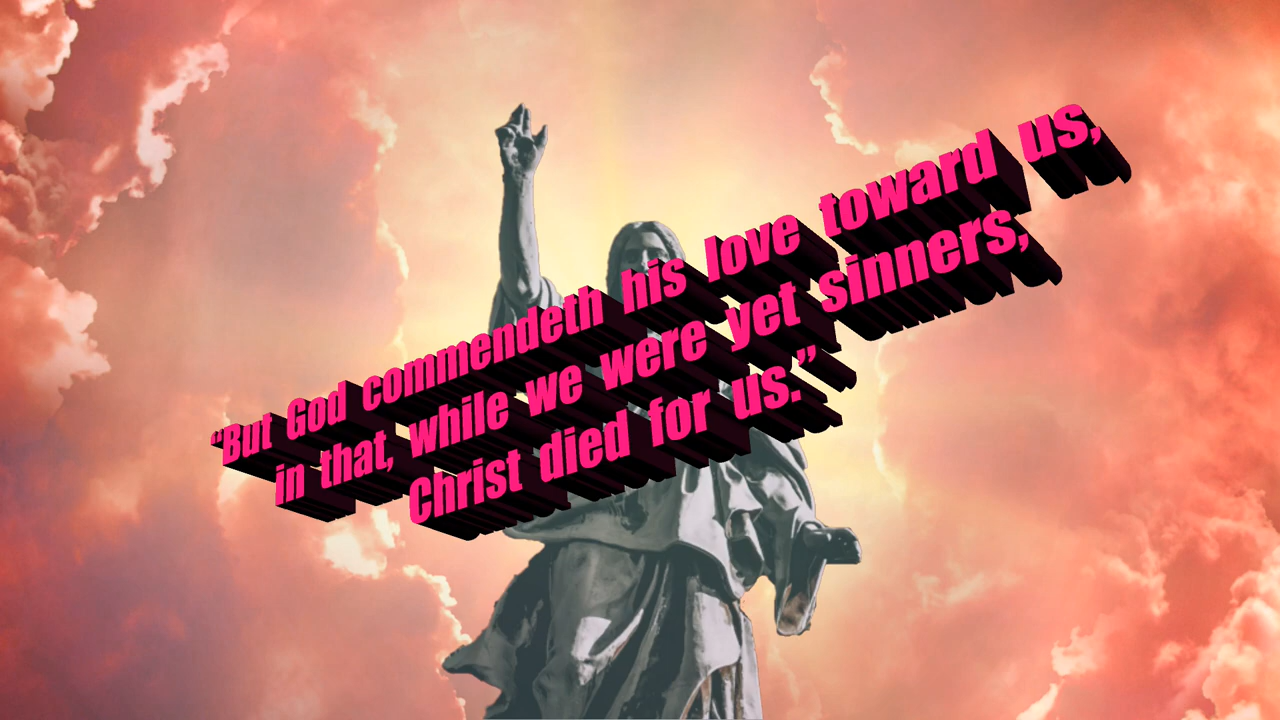 “But God commendeth his love toward us,
in that, while we were yet sinners,
Christ died for us.”